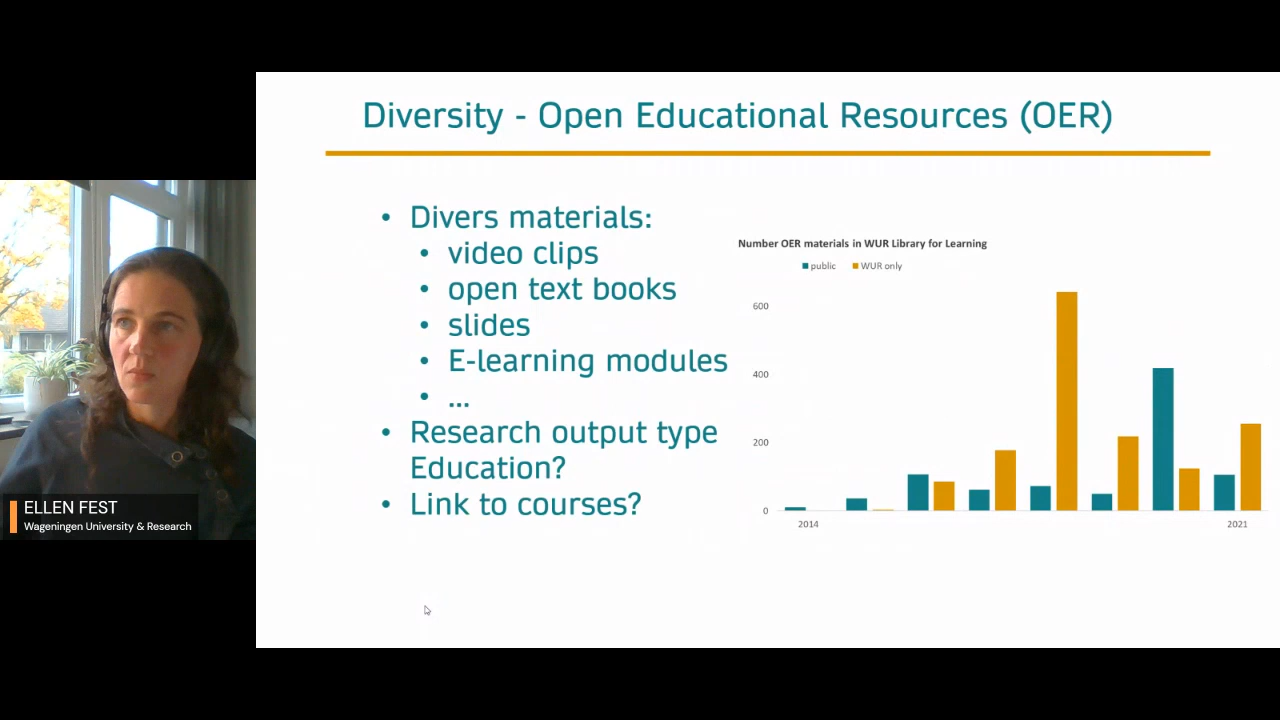 Diversity - Open Educational Resources (OER)
• Divers materials:
• video clips
• open text books
• slides
• E-learning modules
• ...
• Research output type
Education?
• Link to courses?
Number OER materials in WUR Library for Learning
public WUR only
600
400
200
0
2014 2021
ELLEN FEST
Wageningen University & Research